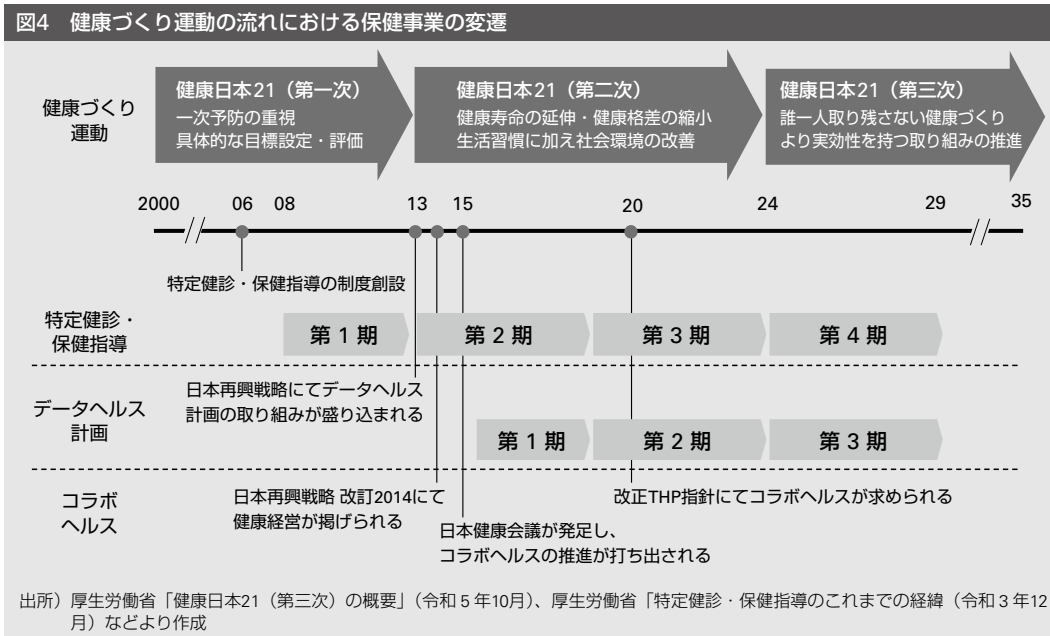 図4 健康づくり運動の流れにおける保健事業の変遷
健康づくり
運動
健康日本21（第一次）
一次予防の重視
具体的な目標設定・評価
健康日本21（第二次）
健康寿命の延伸・健康格差の縮小
生活習慣に加え社会環境の改善
健康日本21（第三次）
誰一人取り残さない健康づくり
より実効性を持つ取り組みの推進
2000 06 08 13 15 20 24 29 35
特定健診・保健指導の制度創設
特定健診・
保健指導
第1期 第2期 第3期 第4期
日本再興戦略にてデータヘルス
計画の取り組みが盛り込まれる
データヘルス
計画
第1期 第2期 第3期
コラボ
ヘルス
日本再興戦略 改訂2014にて
健康経営が掲げられる
日本健康会議が発足し、
コラボヘルスの推進が打ち出される
改正THP指針にてコラボヘルスが求められる
出所）厚生労働省「健康日本21（第三次）の概要」（令和5年10月）、厚生労働省「特定健診・保健指導のこれまでの経緯（令和3年12
月）などより作成